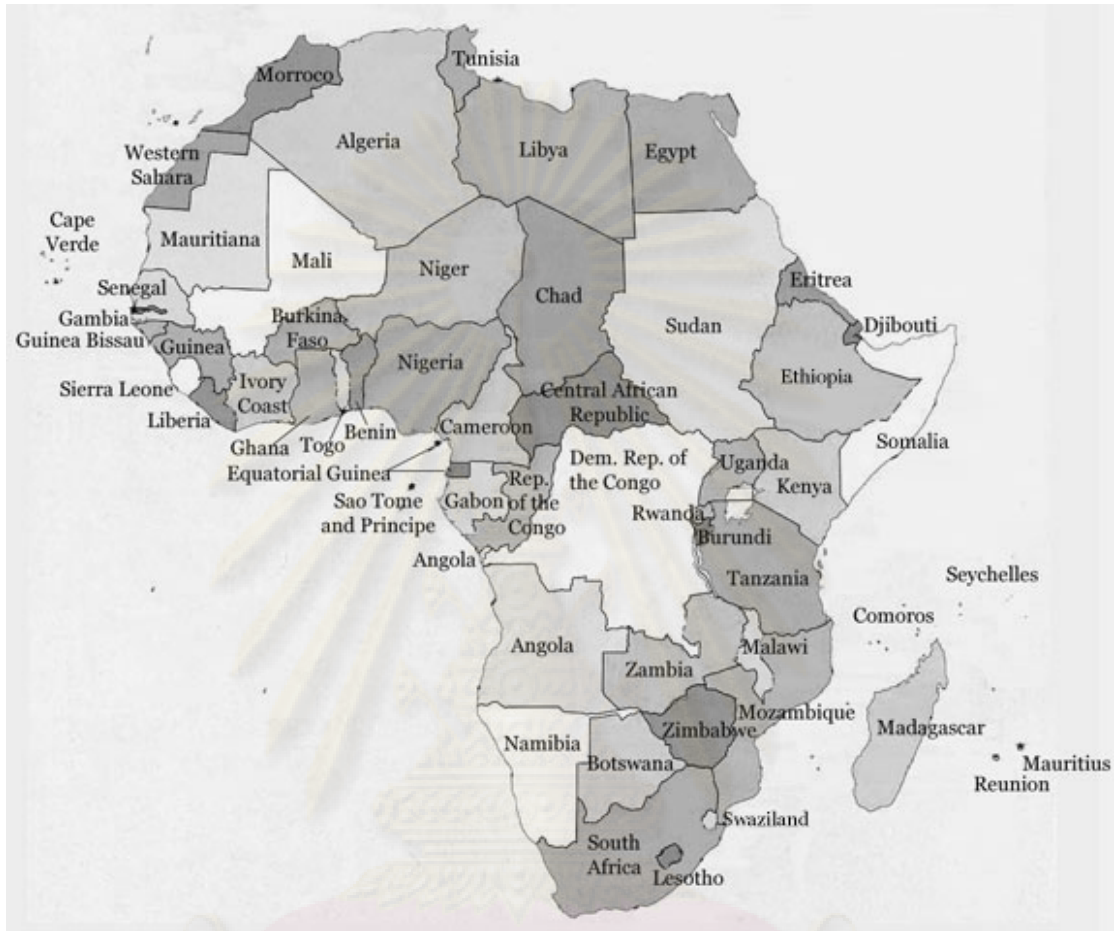 Tunisia
Morroco
Algeria
Libya
Egypt
Western
Sahara
Cape
Verde
Mauritiana
Mali
Niger
Chad
Sudan
Eritrea
Senegal
Gambia
Guinea Bissau
Guinea
Burkina
Faso
Nigeria
Djibouti
Ethiopia
Sierra Leone
Ivory
Coast
Liberia
Central African
Republic
Ghana
Togo
Benin
Cameroon
Somalia
Equatorial Guinea
Dem. Rep. of
the Congo
Uganda
Kenya
Sao Tome
and Principe
Gabon
Rep.
of the
Congo
Rwanda
Burundi
Angola
Tanzania
Seychelles
Comoros
Angola
Zambia
Malawi
Mozambique
Madagascar
Namibia
Zimbabwe
Botswana
Mauritius
Reunion
Swaziland
South
Africa
Lesotho